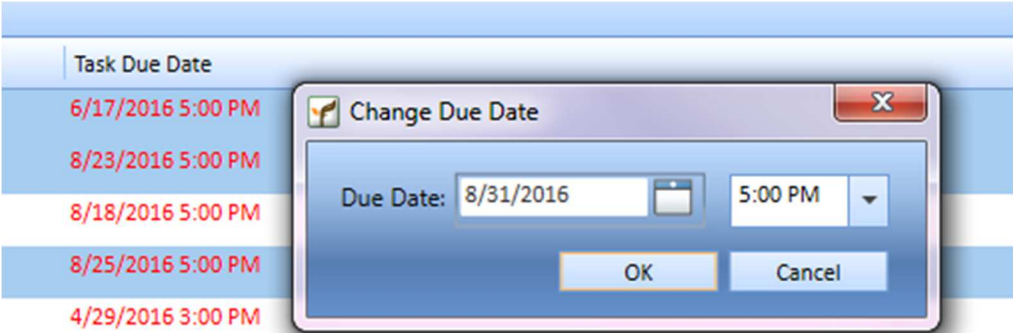 Task Due Date
6/17/2016 5:00 PM
8/23/2016 5:00 PM
8/18/2016 5:00 PM
8/25/2016 5:00 PM
4/29/2016 3:00 PM
Change Due Date
Due Date: 8/31/2016 5:00 PM
OK Cancel